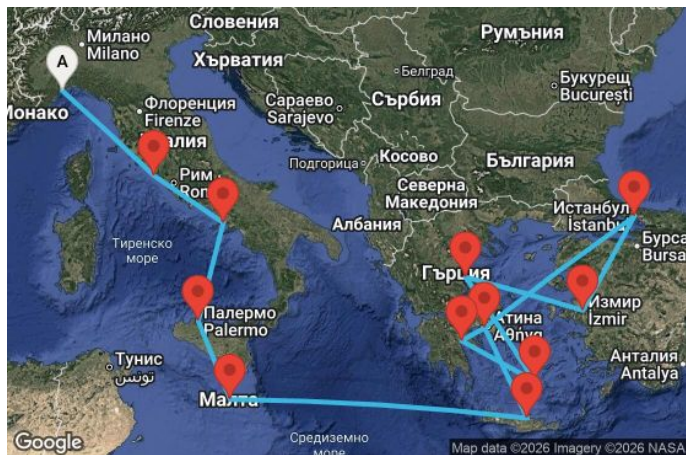 Словения
Милано
Milano
Румъния
Хърватия
A
Белград
Букурещ
București
Монако
Флоренция
Firenze
Сараево
Sarajevo
Сърбия
Подгорица
Косово
България
Рим
Северна
Македония
Истанбул
İstanbul
Албания
Бурса
Bursa
Тиренско
море
Гърция
Палермо
Palermo
Атина
Αθήνα
Измир
İzmir
Тунис
تونس
Анталия
Antalya
Малта
Средиземно
море
Google
Map data ©2026 Imagery ©2026 NASA